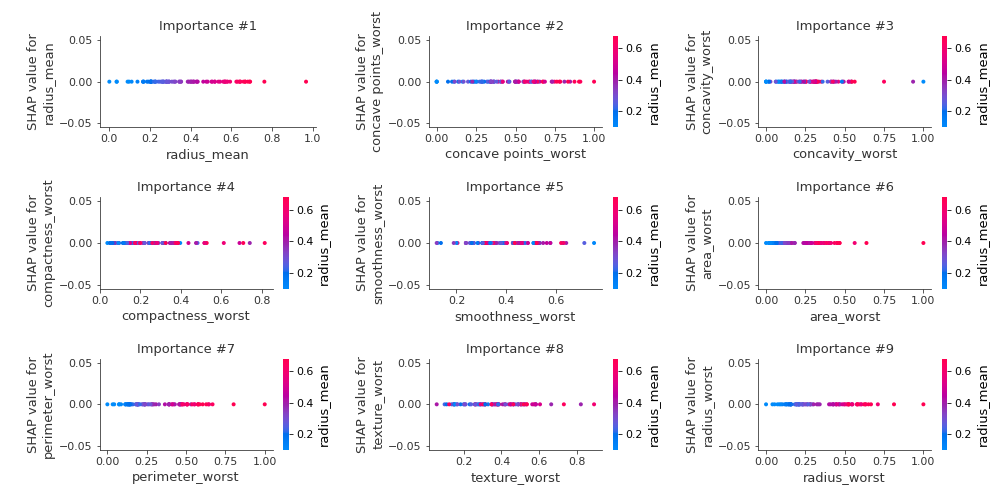 Importance #1
SHAP value for
radius_mean
0.05
0.00
−0.05
0.0
0.2
0.4
0.6
0.8
1.0
radius_mean
Importance #2
SHAP value for
concave points_worst
0.05
0.00
−0.05
0.00
0.25
0.50
0.75
1.00
concave points_worst
0.6
0.4
0.2
radius_mean
Importance #3
SHAP value for
concavity_worst
0.05
0.00
−0.05
0.00
0.25
0.50
0.75
1.00
concavity_worst
0.6
0.4
0.2
radius_mean
Importance #4
SHAP value for
compactness_worst
0.05
0.00
−0.05
0.0
0.2
0.4
0.6
0.8
compactness_worst
0.6
0.4
0.2
radius_mean
Importance #5
SHAP value for
smoothness_worst
0.05
0.00
−0.05
0.2
0.4
0.6
smoothness_worst
0.6
0.4
0.2
radius_mean
Importance #6
SHAP value for
area_worst
0.05
0.00
−0.05
0.00
0.25
0.50
0.75
1.00
area_worst
0.6
0.4
0.2
radius_mean
Importance #7
SHAP value for
perimeter_worst
0.05
0.00
−0.05
0.00
0.25
0.50
0.75
1.00
perimeter_worst
0.6
0.4
0.2
radius_mean
Importance #8
SHAP value for
texture_worst
0.05
0.00
−0.05
0.2
0.4
0.6
0.8
texture_worst
0.6
0.4
0.2
radius_mean
Importance #9
SHAP value for
radius_worst
0.05
0.00
−0.05
0.00
0.25
0.50
0.75
1.00
radius_worst
0.6
0.4
0.2
radius_mean